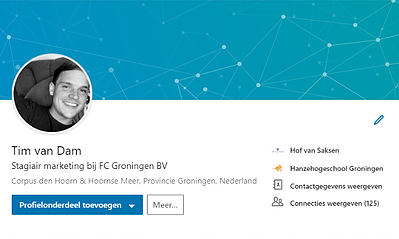 Tim van Dam
Stagiair marketing bij FC Groningen BV
Corpus den Hoorn & Hoornse Meer, Provincie Groningen, Nederland
Profielonderdeel toevoegen
Meer...
Hof van Saksen
Hanzehogeschool Groningen
Contactgegevens weergeven
Connecties weergeven (125)